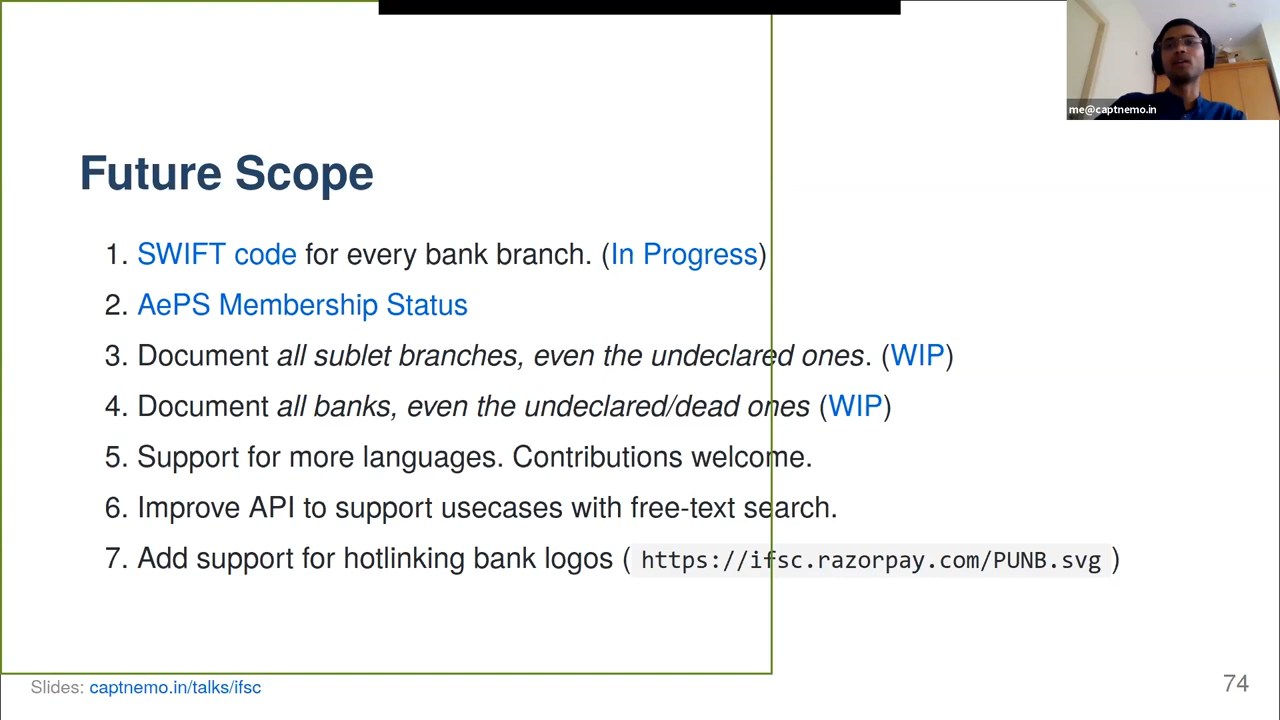 me@captnemo.in
Future Scope
1. SWIFT code for every bank branch. (In Progress)
2. AePS Membership Status
3. Document all sublet branches, even the undeclared ones. (WIP)
4. Document all banks, even the undeclared/dead ones (WIP)
5. Support for more languages. Contributions welcome.
6. Improve API to support usecases with free-text search.
7. Add support for hotlinking bank logos ( https://ifsc.razorpay.com/PUNB.svg )
Slides: captnemo.in/talks/ifsc
74